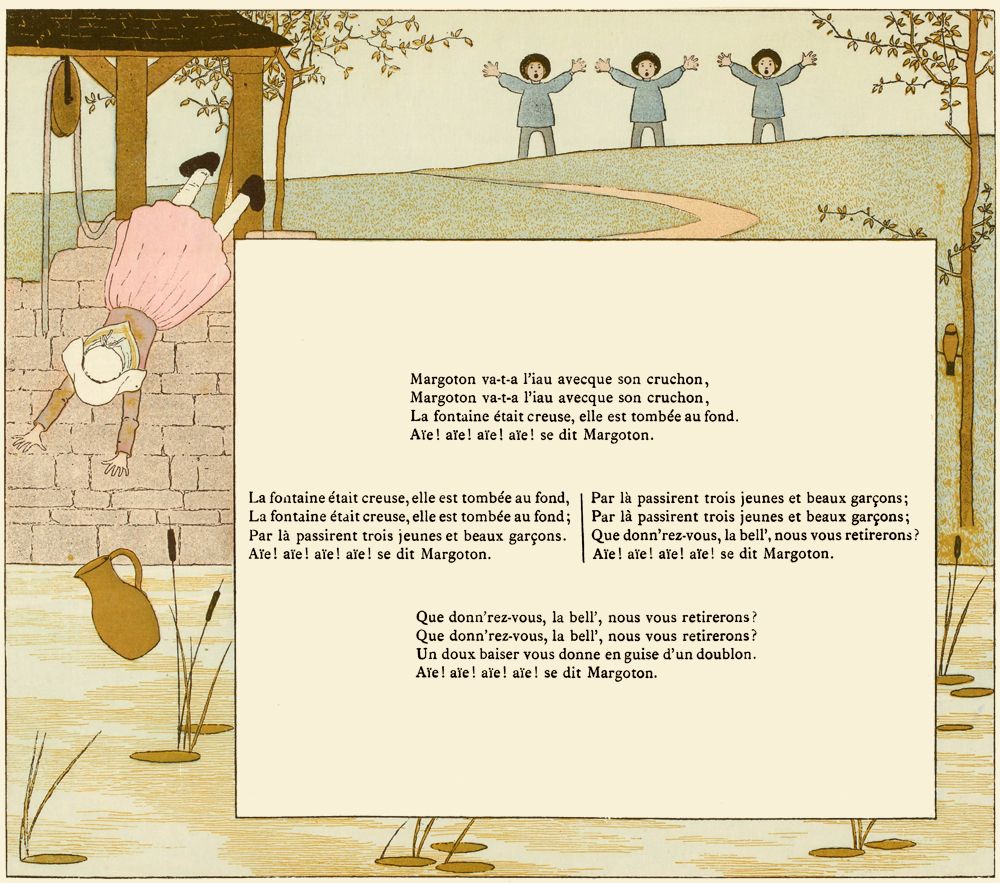 Margoton va-t-a l'iau avecque son cruchon,
Margoton va-t-a l'iau avecque son cruchon,
La fontaine était creuse, elle est tombée au fond.
Aïe! aïe! aïe! aïe! se dit Margoton.
La fontaine était creuse, elle est tombée au fond,
La fontaine était creuse, elle est tombée au fond;
Par là passirent trois jeunes et beaux garçons.
Aïe! aïe! aïe! aïe! se dit Margoton.
Par là passirent trois jeunes et beaux garçons;
Par là passirent trois jeunes et beaux garçons;
Que donn'rez-vous, la bell', nous vous retirerons?
Aïe! aïe! aïe! aïe! se dit Margoton.
Que donn'rez-vous, la bell', nous vous retirerons?
Que donn'rez-vous, la bell', nous vous retirerons?
Un doux baiser vous donne en guise d'un doublon.
Aïe! aïe! aïe! aïe! se dit Margoton.